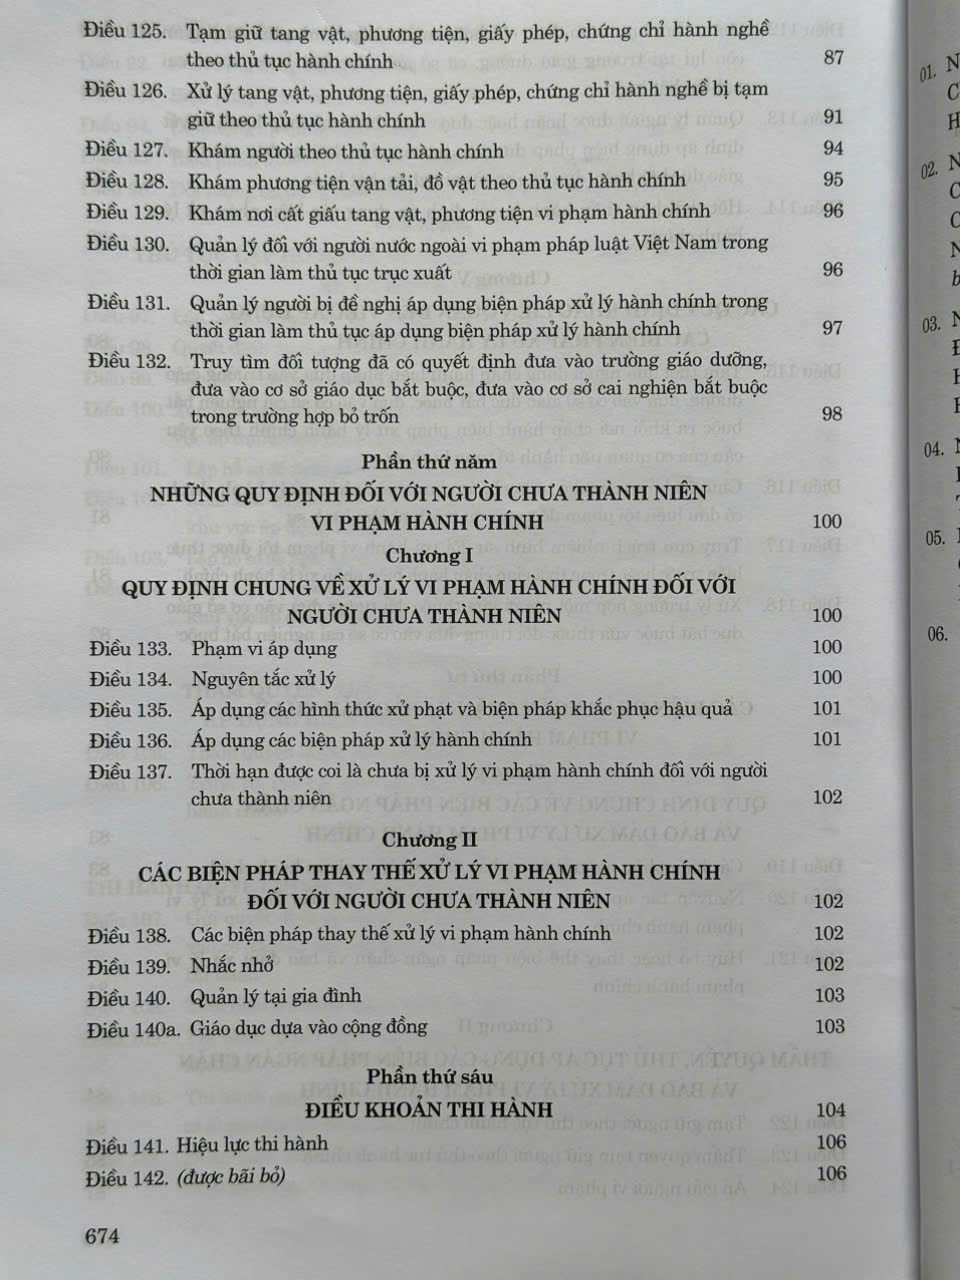 Điều 125. Tạm giữ tang vật, phương tiện, giấy phép, chứng chỉ hành nghề
theo thủ tục hành chính 87
Điều 126. Xử lý tang vật, phương tiện, giấy phép, chứng chỉ hành nghề bị tạm
giữ theo thủ tục hành chính 91
Điều 127. Khám người theo thủ tục hành chính 94
Điều 128. Khám phương tiện vận tải, đồ vật theo thủ tục hành chính 95
Điều 129. Khám nơi cất giấu tang vật, phương tiện vi phạm hành chính 96
Điều 130. Quản lý đối với người nước ngoài vi phạm pháp luật Việt Nam trong
thời gian làm thủ tục trục xuất 96
Điều 131. Quản lý người bị đề nghị áp dụng biện pháp xử lý hành chính trong
thời gian làm thủ tục áp dụng biện pháp xử lý hành chính 97
Điều 132. Truy tìm đối tượng đã có quyết định đưa vào trường giáo dưỡng,
đưa vào cơ sở giáo dục bắt buộc, đưa vào cơ sở cai nghiện bắt buộc
trong trường hợp bỏ trốn 98
Phần thứ năm
NHỮNG QUY ĐỊNH ĐỐI VỚI NGƯỜI CHƯA THÀNH NIÊN
VI PHẠM HÀNH CHÍNH 100
Chương I
QUY ĐỊNH CHUNG VỀ XỬ LÝ VI PHẠM HÀNH CHÍNH ĐỐI VỚI
NGƯỜI CHƯA THÀNH NIÊN 100
Điều 133. Phạm vi áp dụng 100
Điều 134. Nguyên tắc xử lý 100
Điều 135. Áp dụng các hình thức xử phạt và biện pháp khắc phục hậu quả 101
Điều 136. Áp dụng các biện pháp xử lý hành chính 101
Điều 137. Thời hạn được coi là chưa bị xử lý vi phạm hành chính đối với người
chưa thành niên 102
Chương II
CÁC BIỆN PHÁP THAY THẾ XỬ LÝ VI PHẠM HÀNH CHÍNH
ĐỐI VỚI NGƯỜI CHƯA THÀNH NIÊN 102
Điều 138. Các biện pháp thay thế xử lý vi phạm hành chính 102
Điều 139. Nhắc nhở 102
Điều 140. Quản lý tại gia đình 103
Điều 140a. Giáo dục dựa vào cộng đồng 103
Phần thứ sáu
ĐIỀU KHOẢN THI HÀNH 104
Điều 141. Hiệu lực thi hành 106
Điều 142. (được bãi bỏ) 106
674
01.
02.
03.
04.
05.
06.